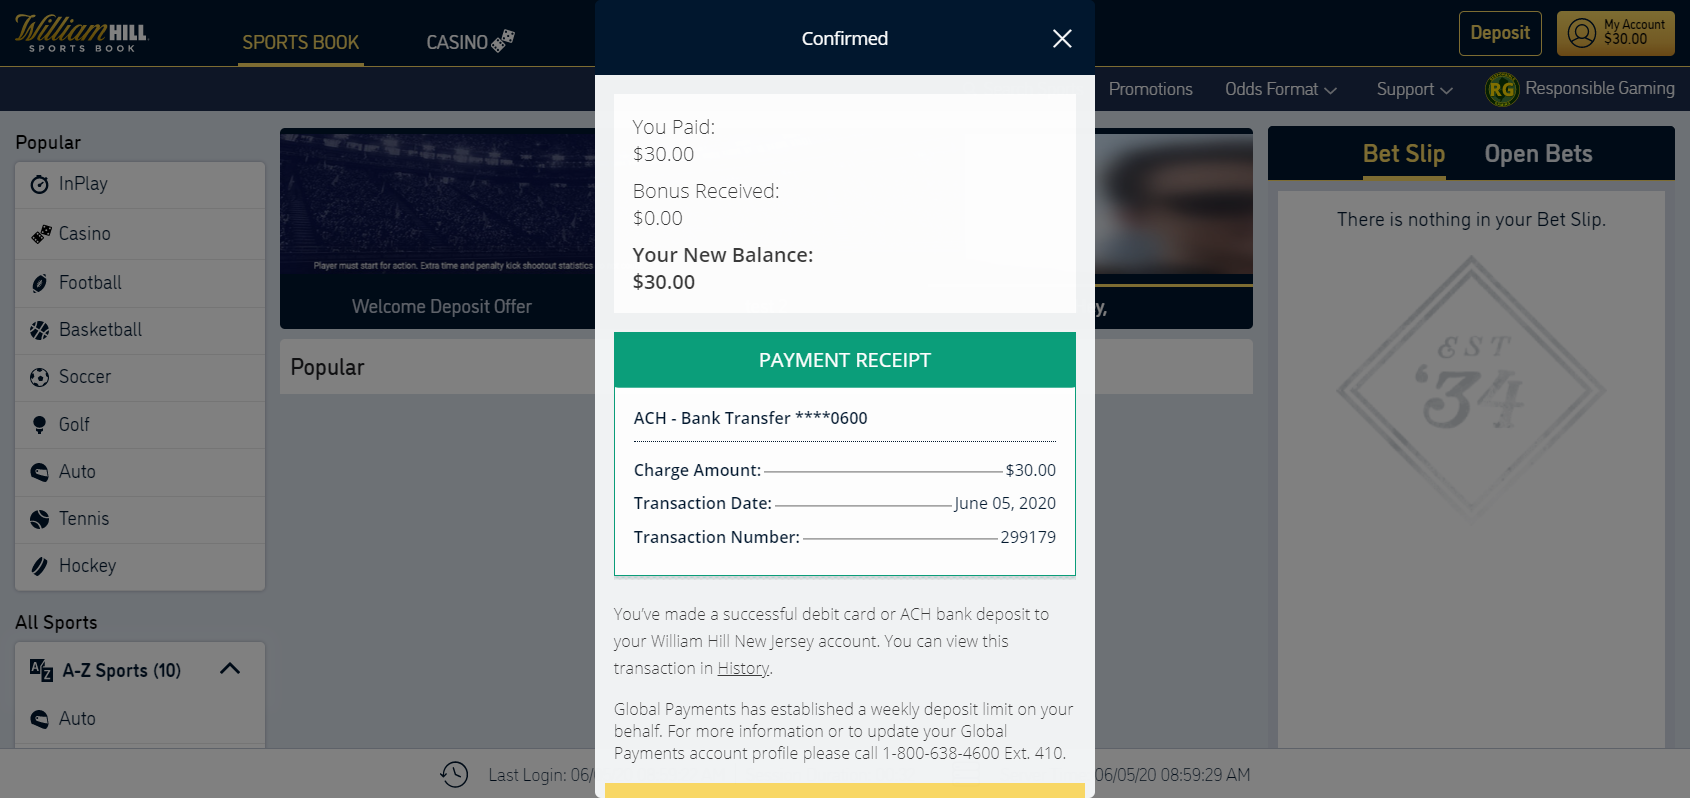 William HILL
SPORTS BOOK
SPORTS BOOK
CASINO
Confirmed
Deposit
My Account
$30.00
Promotions
Odds Format
Support
RG
Responsible Gaming
Popular
InPlay
Casino
Football
Basketball
Soccer
Golf
Auto
Tennis
Hockey
All Sports
A-Z Sports (10)
Auto
Player must start for action. Extra time and penalty kick shootout statistics
Welcome Deposit Offer
y,
Popular
You Paid:
$30.00
Bonus Received:
$0.00
Your New Balance:
$30.00
PAYMENT RECEIPT
ACH - Bank Transfer ****0600
Charge Amount: $30.00
Transaction Date: June 05, 2020
Transaction Number: 299179
You've made a successful debit card or ACH bank deposit to
your William Hill New Jersey account. You can view this
transaction in History.
Global Payments has established a weekly deposit limit on your
behalf. For more information or to update your Global
Payments account profile please call 1-800-638-4600 Ext. 410.
Bet Slip
Open Bets
There is nothing in your Bet Slip.
EST
'34
Last Login: 06/
06/05/20 08:59:29 AM